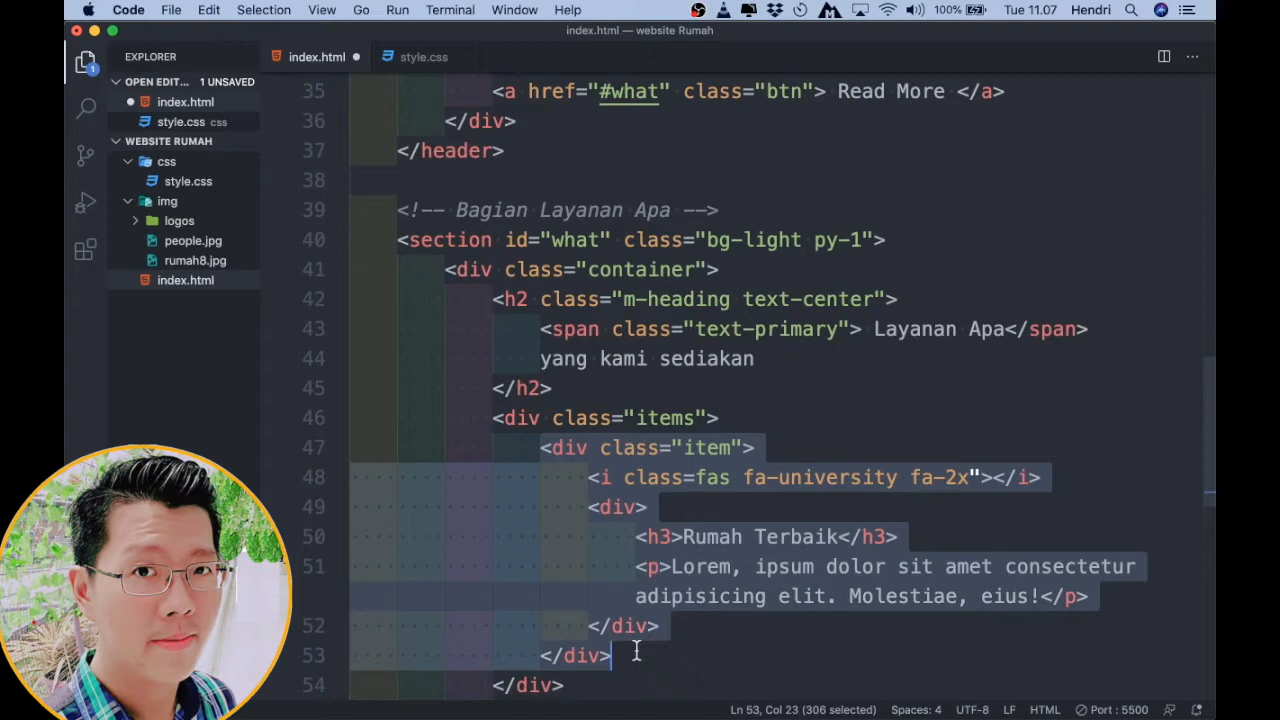 Code File Edit Selection View Go Run Terminal Window Help 100% Tue 11.07 Hendri
index.html — website Rumah
EXPLORER
index.html
style.css
OPEN EDIT... 1 UNSAVED
index.html
style.css css
WEBSITE RUMAH
css
style.css
img
logos
people.jpg
rumah8.jpg
index.html
35 <a href="#what" class="btn"> Read More </a>
36 </div>
37 </header>
38
39 <!-- Bagian Layanan Apa -->
40 <section id="what" class="bg-light py-1">
41 <div class="container">
42 <h2 class="m-heading text-center">
43 <span class="text-primary"> Layanan Apa</span>
44 yang kami sediakan
45 </h2>
46 <div class="items">
47 <div class="item">
48 <i class=fas fa-university fa-2x"></i>
49 <div>
50 <h3>Rumah Terbaik</h3>
51 <p>Lorem, ipsum dolor sit amet consectetur
adipisicing elit. Molestiae, eius!</p>
52 </div>
53 </div>
54 </div>
Ln 53, Col 23 (306 selected) Spaces: 4 UTF-8 LF HTML Port : 5500